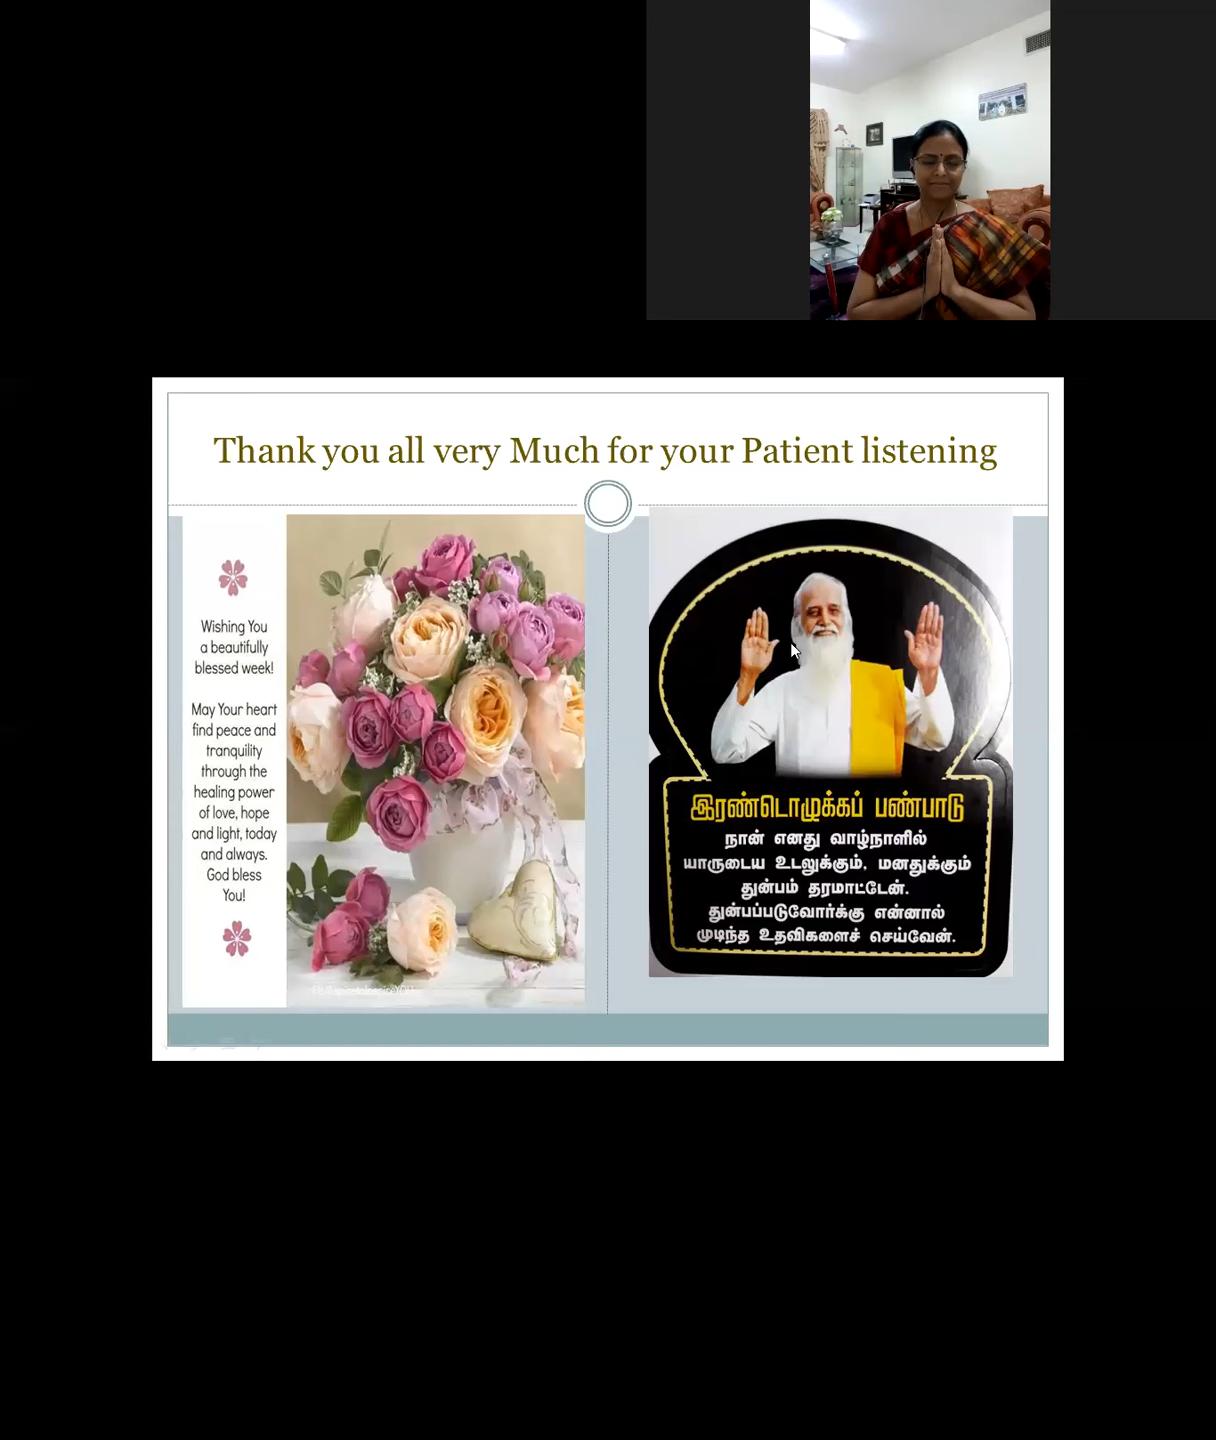 Thank you all very Much for your Patient listening
Wishing You
a beautifully
blessed week!
May Your heart
find peace and
tranquility
through the
healing power
of love, hope
and light, today
and always.
God bless
You!
இரண்டொழுக்கப் பண்பாடு
நான் எனது வாழ்நாளில்
யாருடைய உடலுக்கும், மனதுக்கும்
துன்பம் தரமாட்டேன்.
துன்பப்படுவோர்க்கு என்னால்
முடிந்த உதவிகளைச் செய்வேன்.